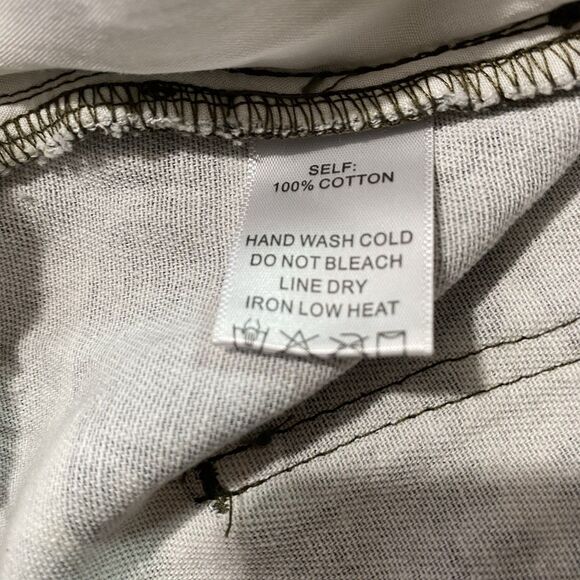 SELF:
100% COTTON
HAND WASH COLD
DO NOT BLEACH
LINE DRY
IRON LOW HEAT